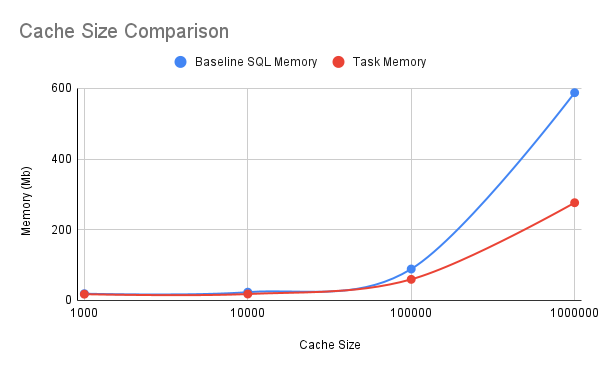 Cache Size Comparison
Baseline SQL Memory Task Memory
600
400
200
0
Memory (Mb)
1000 10000 100000 1000000
Cache Size